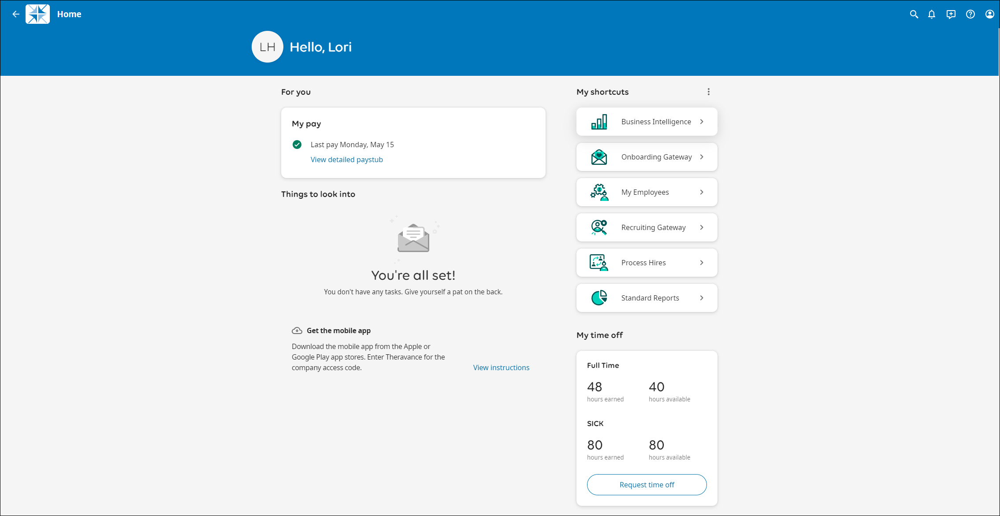 Home
LH
Hello, Lori
For you
My pay
Last pay Monday, May 15
View detailed paystub
Things to look into
You're all set!
You don't have any tasks. Give yourself a pat on the back.
Get the mobile app
Download the mobile app from the Apple or
Google Play app stores. Enter Theravance for the
company access code.
View instructions
My shortcuts
Business Intelligence
Onboarding Gateway
My Employees
Recruiting Gateway
Process Hires
Standard Reports
My time off
Full Time
48 40
hours earned hours available
SICK
80 80
hours earned hours available
Request time off